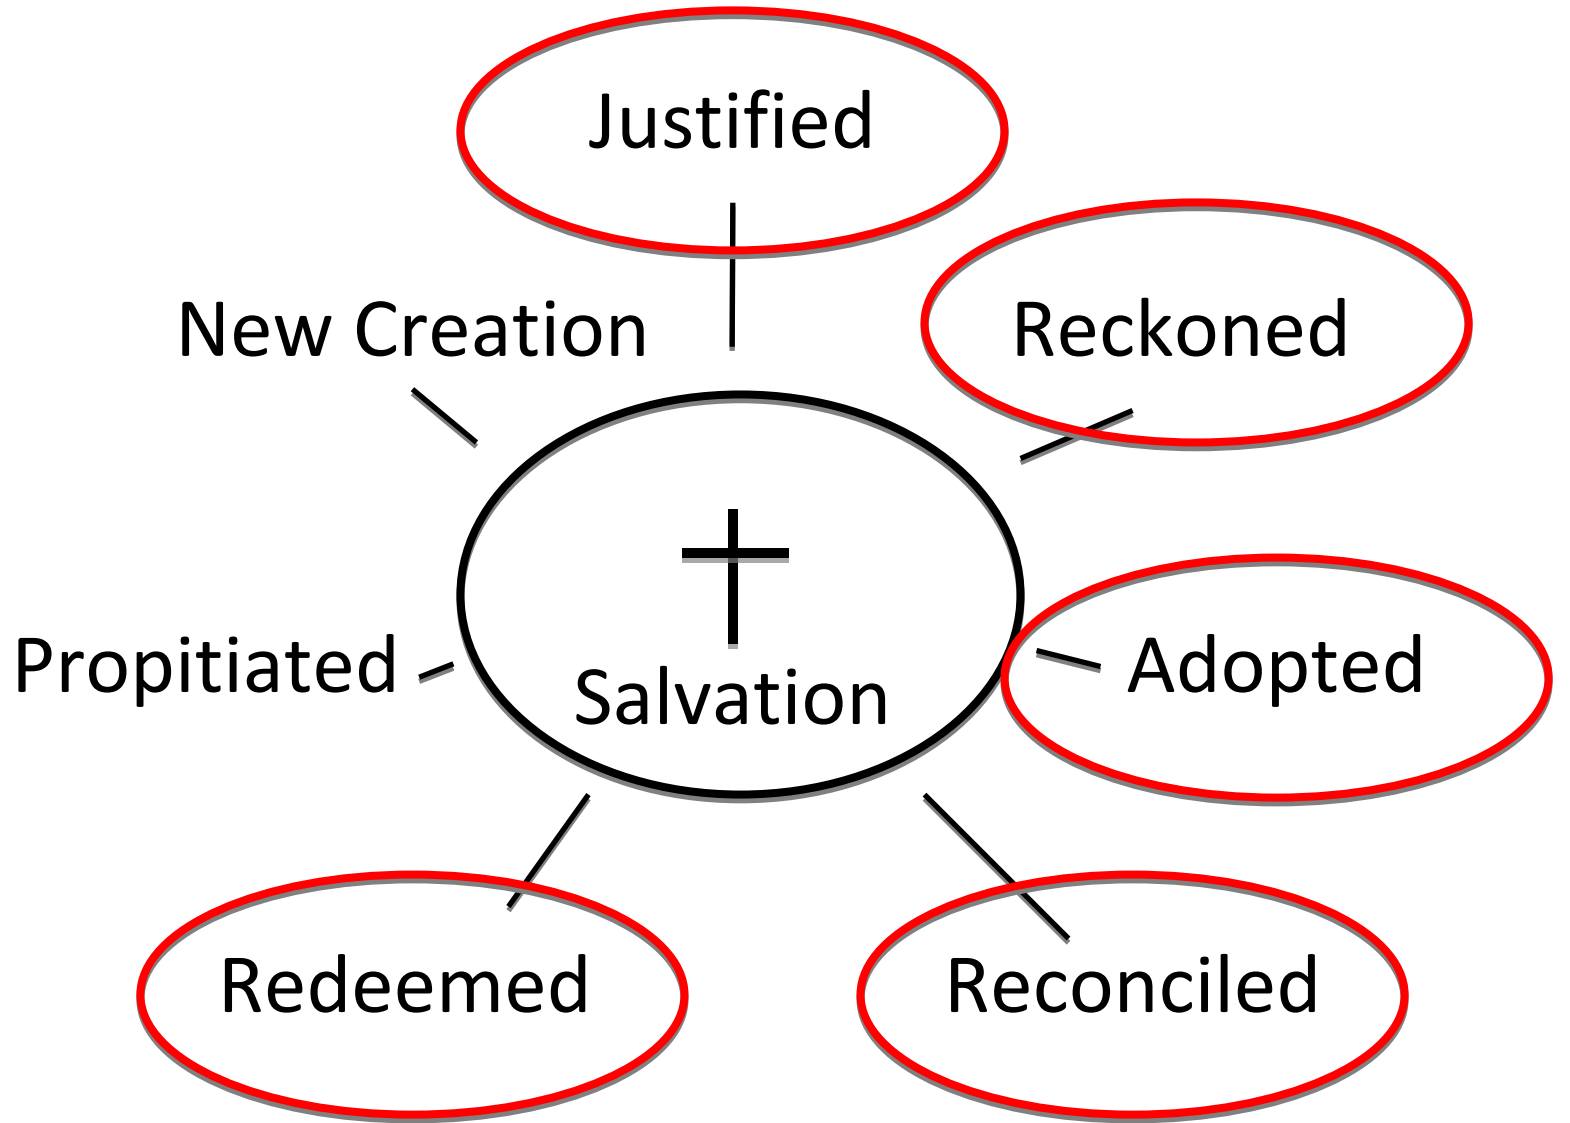 Justified
New Creation
Reckoned
Salvation
Propitiated
Adopted
Redeemed
Reconciled